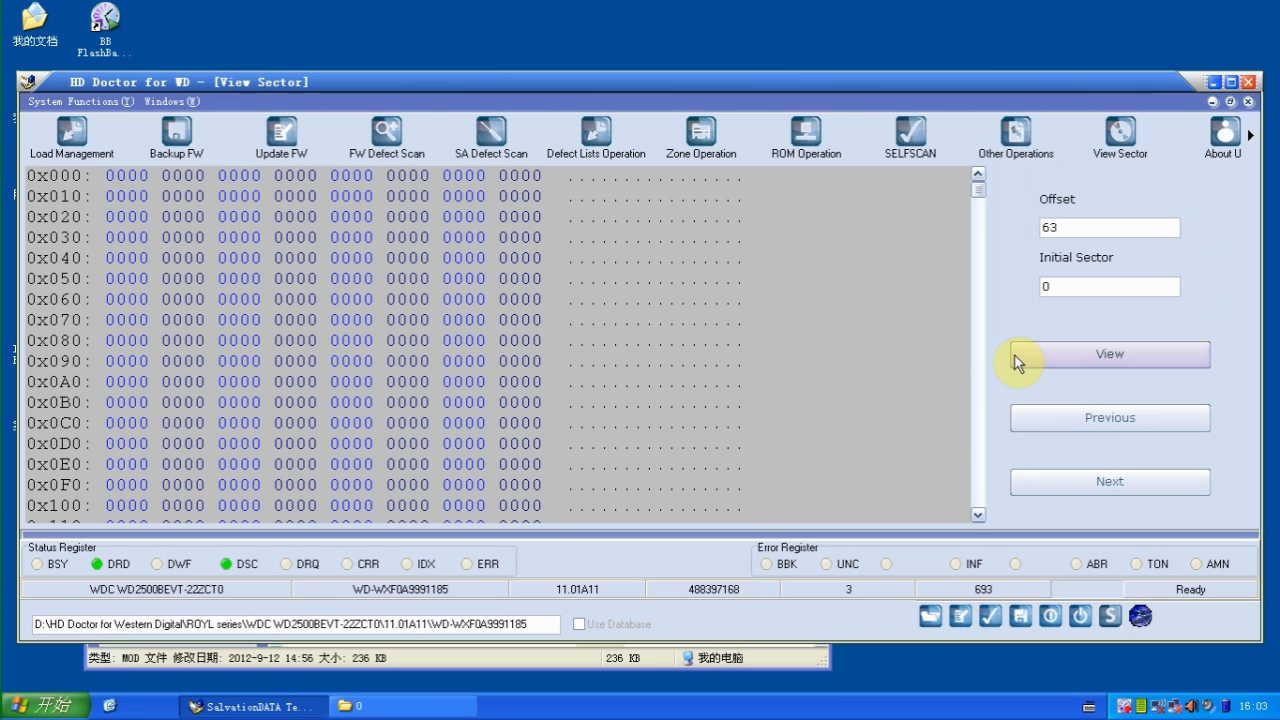 我的文档
BB
FlashBa...
HD Doctor for WD - [View Sector]
System Functions(Y) Windows(W)
Load Management Backup FW Update FW FW Defect Scan SA Defect Scan Defect Lists Operation Zone Operation ROM Operation SELFSCAN Other Operations View Sector About U
0x000: 0000 0000 0000 0000 0000 0000 0000 0000 . . . . . . . . . . . . . . . .
0x010: 0000 0000 0000 0000 0000 0000 0000 0000 . . . . . . . . . . . . . . . .
0x020: 0000 0000 0000 0000 0000 0000 0000 0000 . . . . . . . . . . . . . . . .
0x030: 0000 0000 0000 0000 0000 0000 0000 0000 . . . . . . . . . . . . . . . .
0x040: 0000 0000 0000 0000 0000 0000 0000 0000 . . . . . . . . . . . . . . . .
0x050: 0000 0000 0000 0000 0000 0000 0000 0000 . . . . . . . . . . . . . . . .
0x060: 0000 0000 0000 0000 0000 0000 0000 0000 . . . . . . . . . . . . . . . .
0x070: 0000 0000 0000 0000 0000 0000 0000 0000 . . . . . . . . . . . . . . . .
0x080: 0000 0000 0000 0000 0000 0000 0000 0000 . . . . . . . . . . . . . . . .
0x090: 0000 0000 0000 0000 0000 0000 0000 0000 . . . . . . . . . . . . . . . .
0x0A0: 0000 0000 0000 0000 0000 0000 0000 0000 . . . . . . . . . . . . . . . .
0x0B0: 0000 0000 0000 0000 0000 0000 0000 0000 . . . . . . . . . . . . . . . .
0x0C0: 0000 0000 0000 0000 0000 0000 0000 0000 . . . . . . . . . . . . . . . .
0x0D0: 0000 0000 0000 0000 0000 0000 0000 0000 . . . . . . . . . . . . . . . .
0x0E0: 0000 0000 0000 0000 0000 0000 0000 0000 . . . . . . . . . . . . . . . .
0x0F0: 0000 0000 0000 0000 0000 0000 0000 0000 . . . . . . . . . . . . . . . .
0x100: 0000 0000 0000 0000 0000 0000 0000 0000 . . . . . . . . . . . . . . . .
Offset
63
Initial Sector
0
View
Previous
Next
Status Register
BSY DRD DWF DSC DRQ CRR IDX ERR
Error Register
BBK UNC INF ABR TON AMN
WDC WD2500BEVT-22ZCT0 WD-WXF0A9991185 11.01A11 488397168 3 693 Ready
D:\HD Doctor for Western Digital\ROYL series\WDC WD2500BEVT-22ZCT0\11.01A11\WD-WXF0A9991185
Use Database
类型: MOD 文件 修改日期: 2012-9-12 14:56 大小: 236 KB 236 KB 我的电脑
开始 SalvationDATA Te... 0 16:03